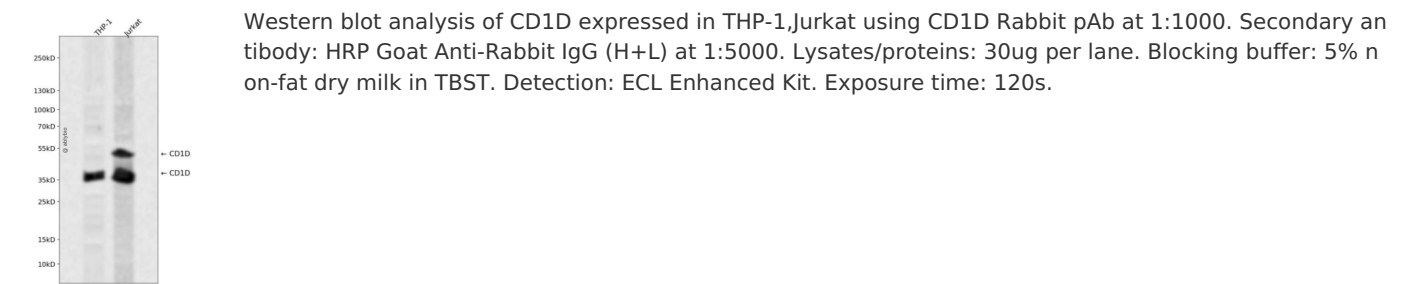 THP-1 Jurkat
250kD
130kD
100kD
70kD
55kD
35kD
25kD
15kD
10kD
@ ablybio
← CD1D
← CD1D
Western blot analysis of CD1D expressed in THP-1,Jurkat using CD1D Rabbit pAb at 1:1000. Secondary an
tibody: HRP Goat Anti-Rabbit IgG (H+L) at 1:5000. Lysates/proteins: 30ug per lane. Blocking buffer: 5% n
on-fat dry milk in TBST. Detection: ECL Enhanced Kit. Exposure time: 120s.